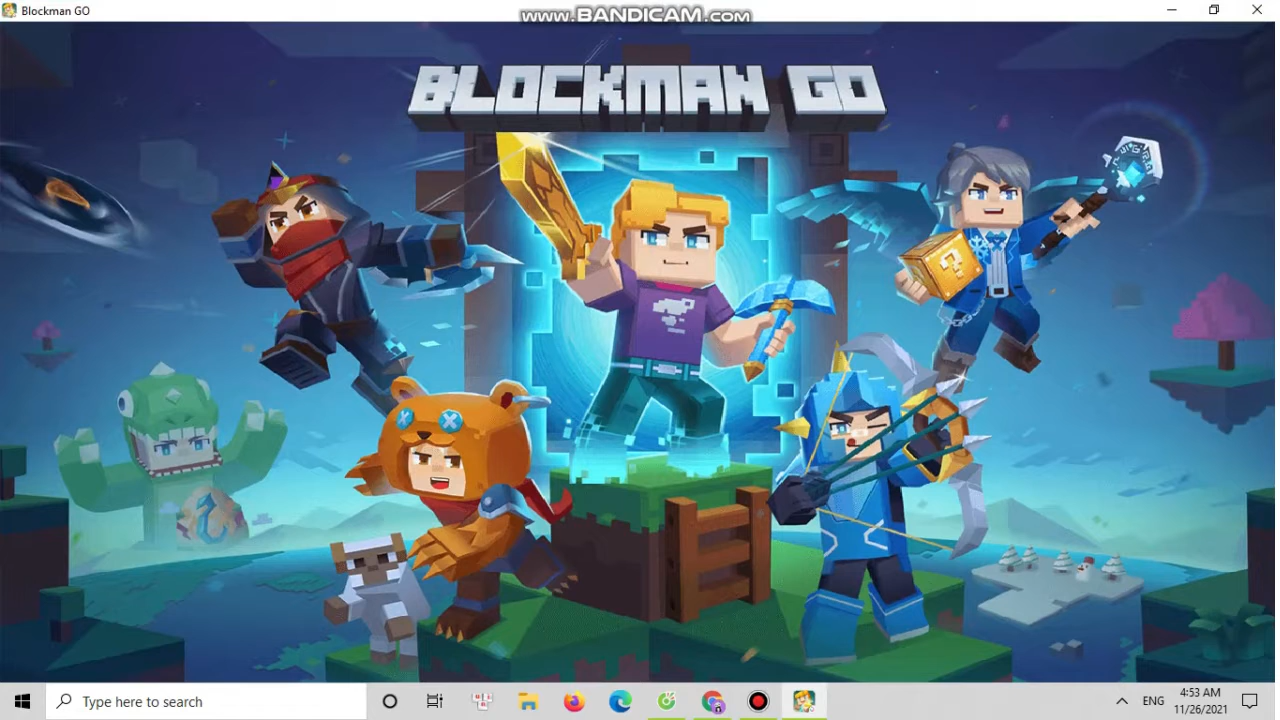 Blockman GO
www.BANDICAM.com
BLOCKMAN GO
?
Type here to search
ENG
4:53 AM
11/26/2021